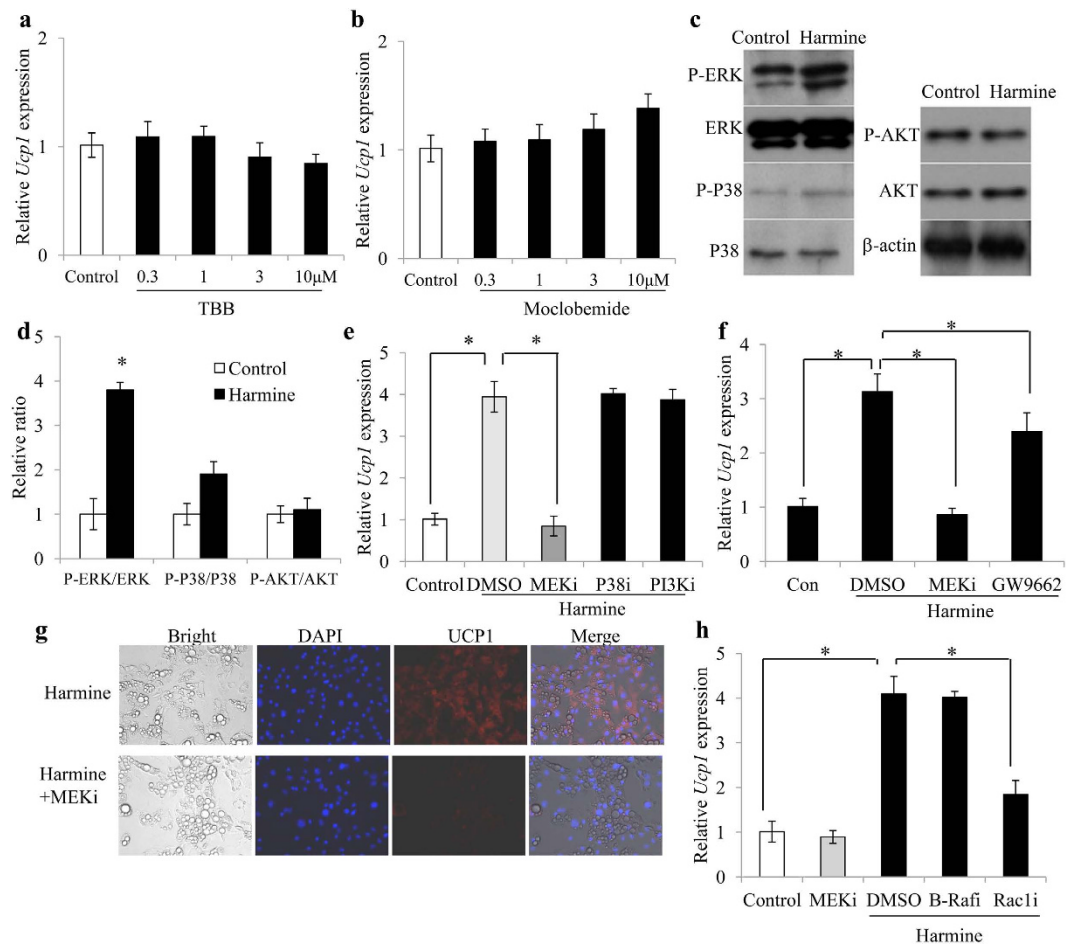 a
Relative Ucp1 expression
2
1
0
Control 0.3 1 3 10μM
TBB
b
Relative Ucp1 expression
2
1
0
Control 0.3 1 3 10μM
Moclobemide
c
Control Harmine
P-ERK
ERK
P-P38
P38
Control Harmine
P-AKT
AKT
β-actin
d
Relative ratio
5
4
3
2
1
0
*
Control
Harmine
P-ERK/ERK P-P38/P38 P-AKT/AKT
e
Relative Ucp1 expression
5
4
3
2
1
0
* *
Control DMSO MEKi P38i PI3Ki
Harmine
f
Relative Ucp1 expression
4
3
2
1
0
*
* *
Con DMSO MEKi GW9662
Harmine
g
Bright DAPI UCP1 Merge
Harmine
Harmine
+MEKi
h
Relative Ucp1 expression
5
4
3
2
1
0
* *
Control MEKi DMSO B-Rafi Rac1i
Harmine